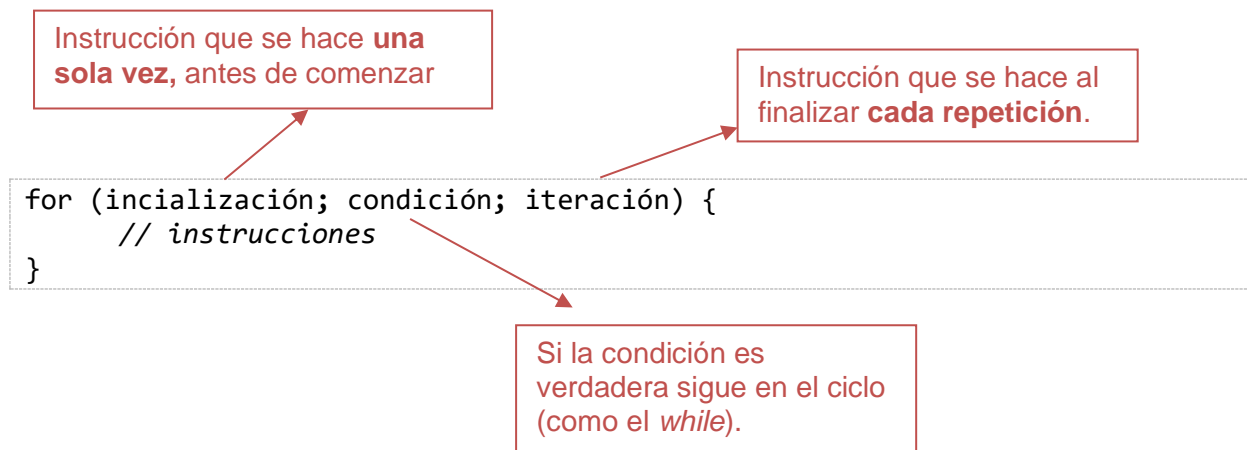 Instrucción que se hace una
sola vez, antes de comenzar
Instrucción que se hace al
finalizar cada repetición.
for (incialización; condición; iteración) {
// instrucciones
}
Si la condición es
verdadera sigue en el ciclo
(como el while).